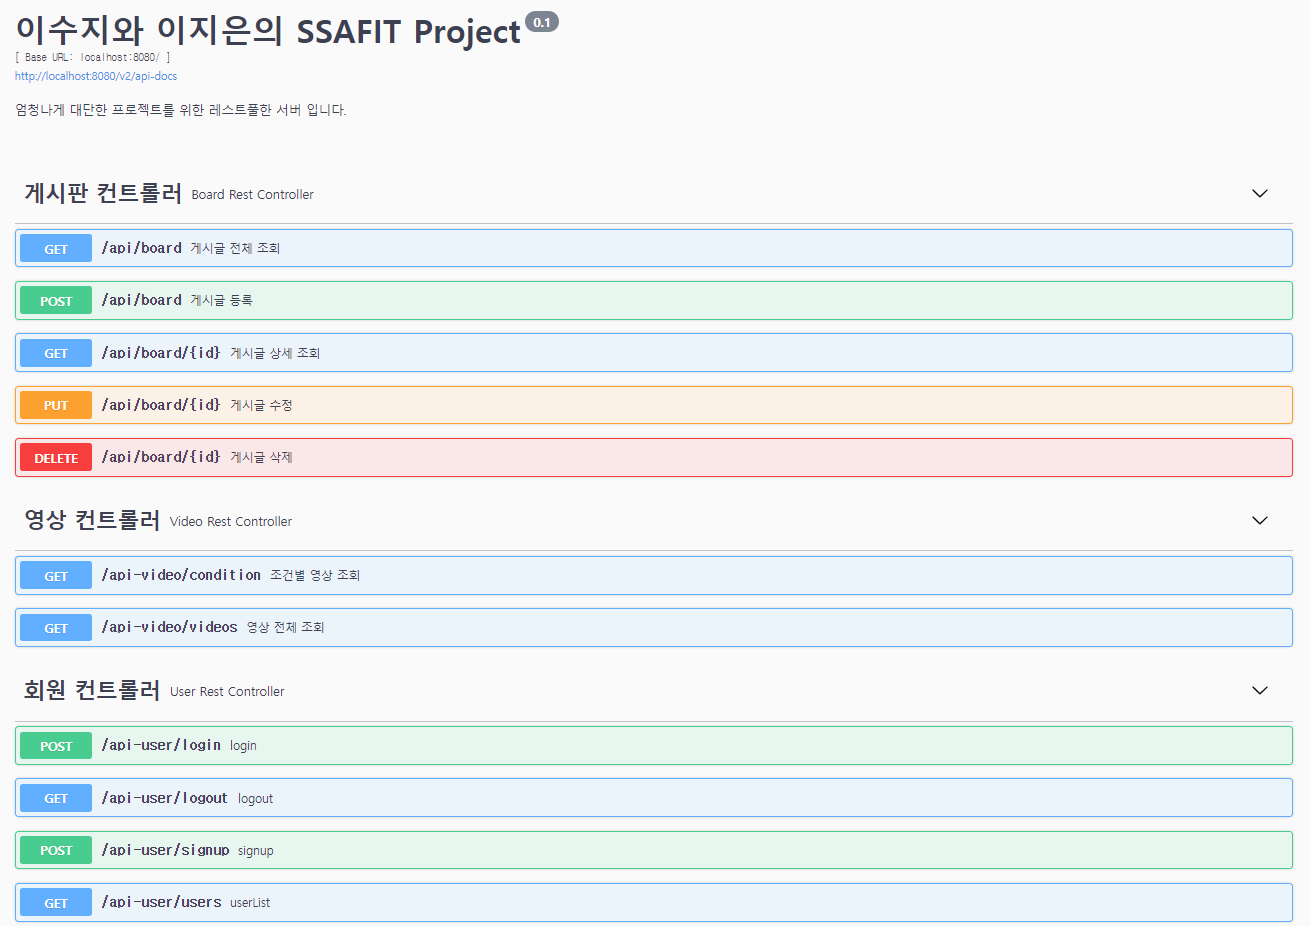 이수지와 이지은의 SSAFIT Project 0.1
[ Base URL: localhost:8080/ ]
http://localhost:8080/v2/api-docs
엄청나게 대단한 프로젝트를 위한 레스트풀한 서버 입니다.
게시판 컨트롤러 Board Rest Controller
GET /api/board 게시글 전체 조회
POST /api/board 게시글 등록
GET /api/board/{id} 게시글 상세 조회
PUT /api/board/{id} 게시글 수정
DELETE /api/board/{id} 게시글 삭제
영상 컨트롤러 Video Rest Controller
GET /api-video/condition 조건별 영상 조회
GET /api-video/videos 영상 전체 조회
회원 컨트롤러 User Rest Controller
POST /api-user/login login
GET /api-user/logout logout
POST /api-user/signup signup
GET /api-user/users userList